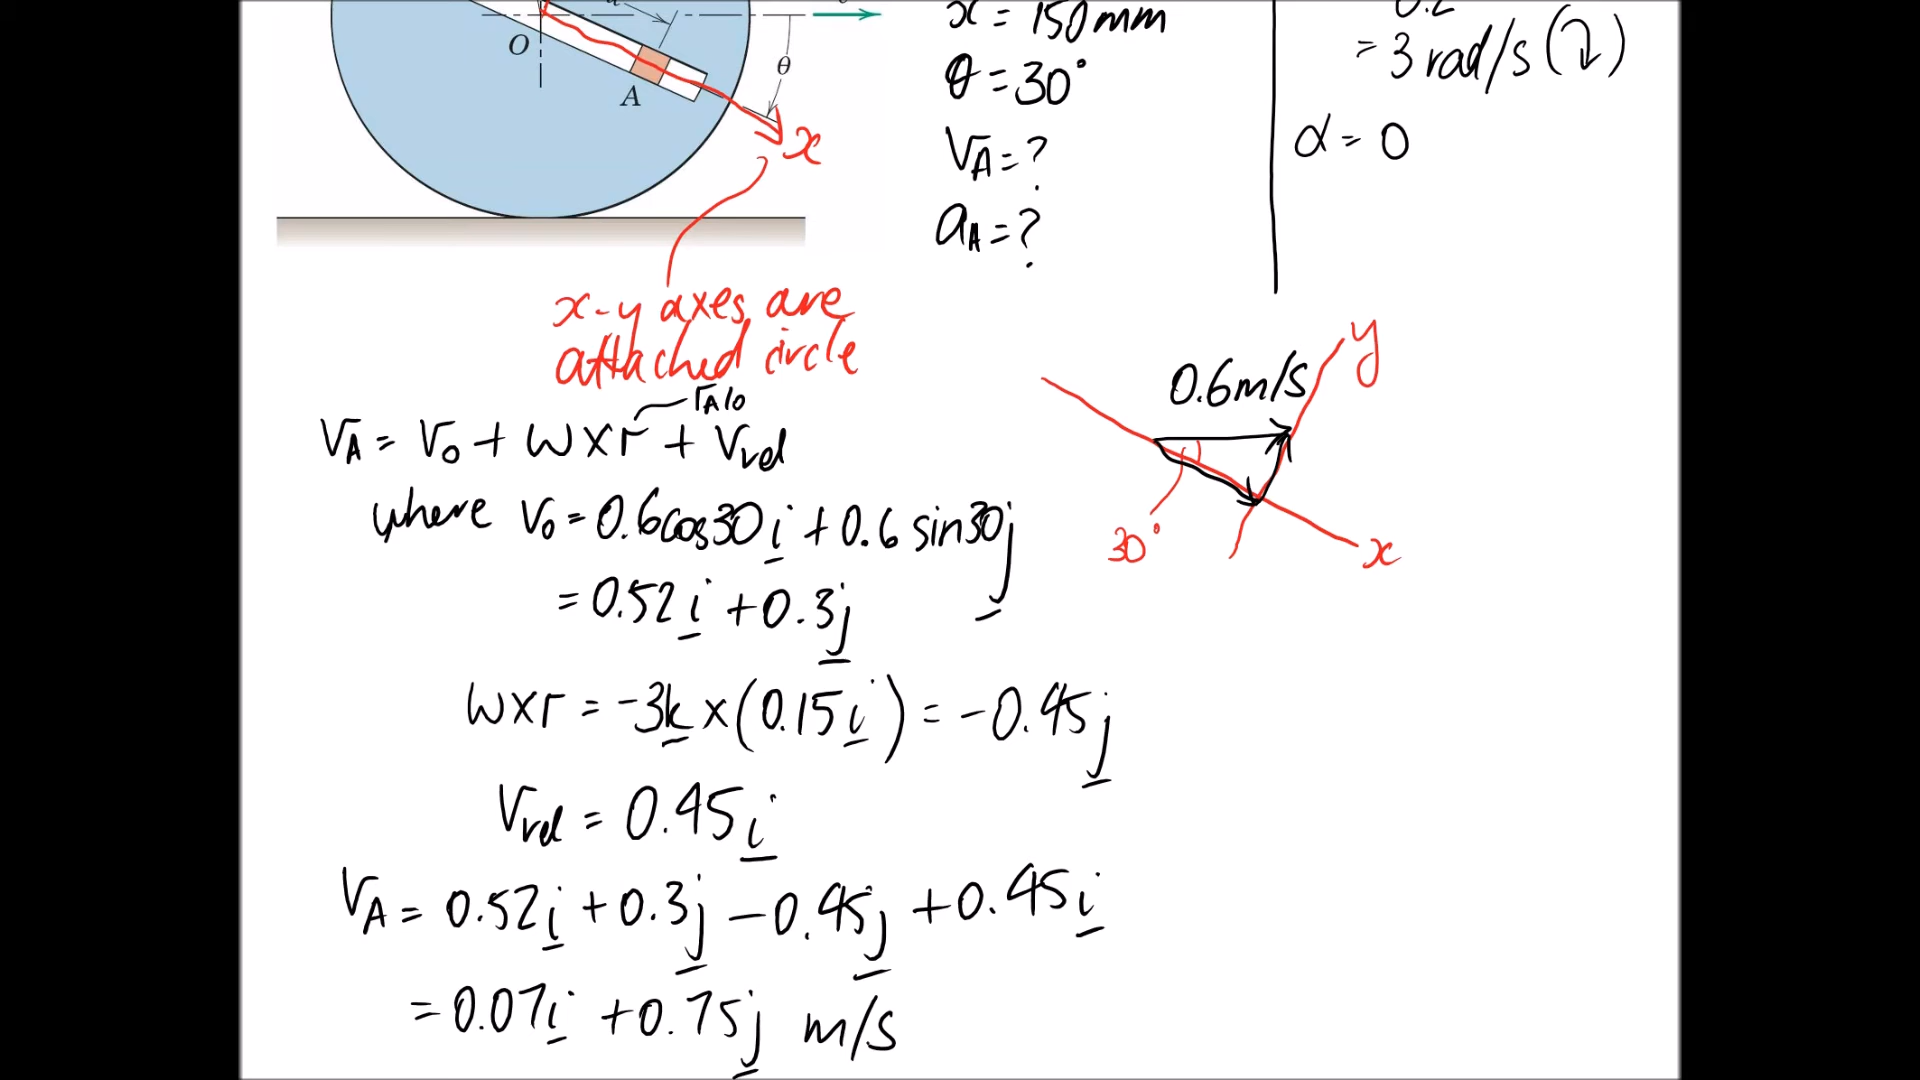 O
A
θ
x
x = 150mm
θ = 30°
V_A = ?
a_A = ?
= 3 rad/s (↷)
α = 0
x-y axes are
attached circle
V_A = V_o + ω×r + V_rel
r_A/o
where V_o = 0.6cos30 i + 0.6 sin30 j
= 0.52 i + 0.3 j
ω×r = -3k × (0.15 i) = -0.45 j
V_rel = 0.45 i
V_A = 0.52 i + 0.3 j - 0.45 j + 0.45 i
= 0.07 i + 0.75 j m/s
y
0.6m/s
30°
x